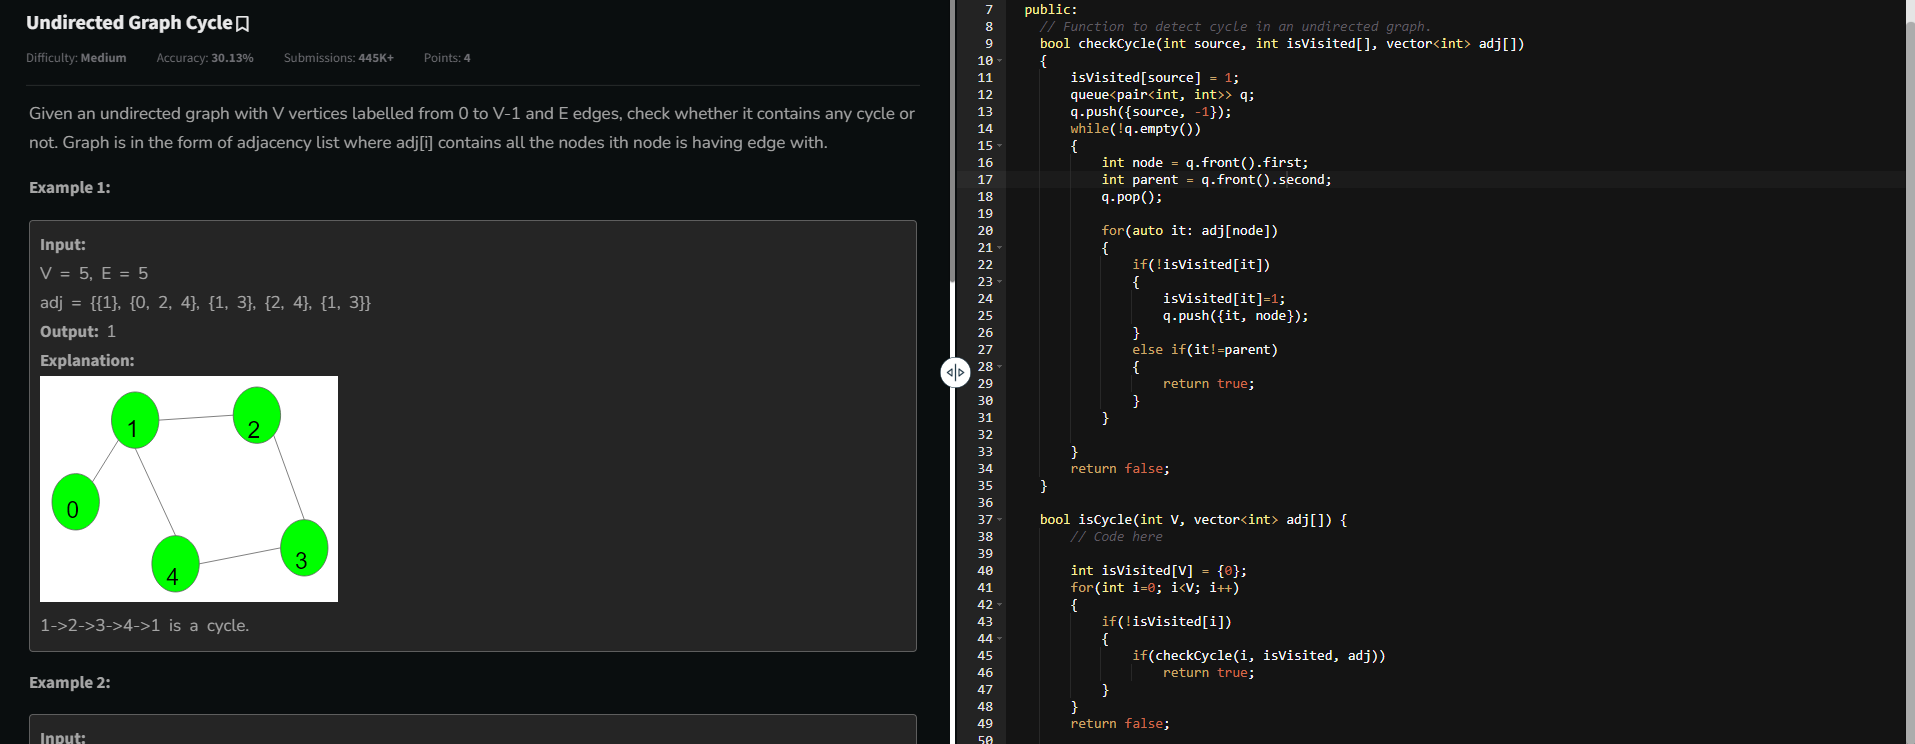 Undirected Graph Cycle
Difficulty: Medium Accuracy: 30.13% Submissions: 445K+ Points: 4
Given an undirected graph with V vertices labelled from 0 to V-1 and E edges, check whether it contains any cycle or
not. Graph is in the form of adjacency list where adj[i] contains all the nodes ith node is having edge with.
Example 1:
Input:
V = 5, E = 5
adj = {{1}, {0, 2, 4}, {1, 3}, {2, 4}, {1, 3}}
Output: 1
Explanation:
1
2
0
3
4
1->2->3->4->1 is a cycle.
Example 2:
Input:
7 public:
8 // Function to detect cycle in an undirected graph.
9 bool checkCycle(int source, int isVisited[], vector<int> adj[])
10 {
11 isVisited[source] = 1;
12 queue<pair<int, int>> q;
13 q.push({source, -1});
14 while(!q.empty())
15 {
16 int node = q.front().first;
17 int parent = q.front().second;
18 q.pop();
19
20 for(auto it: adj[node])
21 {
22 if(!isVisited[it])
23 {
24 isVisited[it]=1;
25 q.push({it, node});
26 }
27 else if(it!=parent)
28 {
29 return true;
30 }
31 }
32
33 }
34 return false;
35 }
36
37 bool isCycle(int V, vector<int> adj[]) {
38 // Code here
39
40 int isVisited[V] = {0};
41 for(int i=0; i<V; i++)
42 {
43 if(!isVisited[i])
44 {
45 if(checkCycle(i, isVisited, adj))
46 return true;
47 }
48 }
49 return false;
50